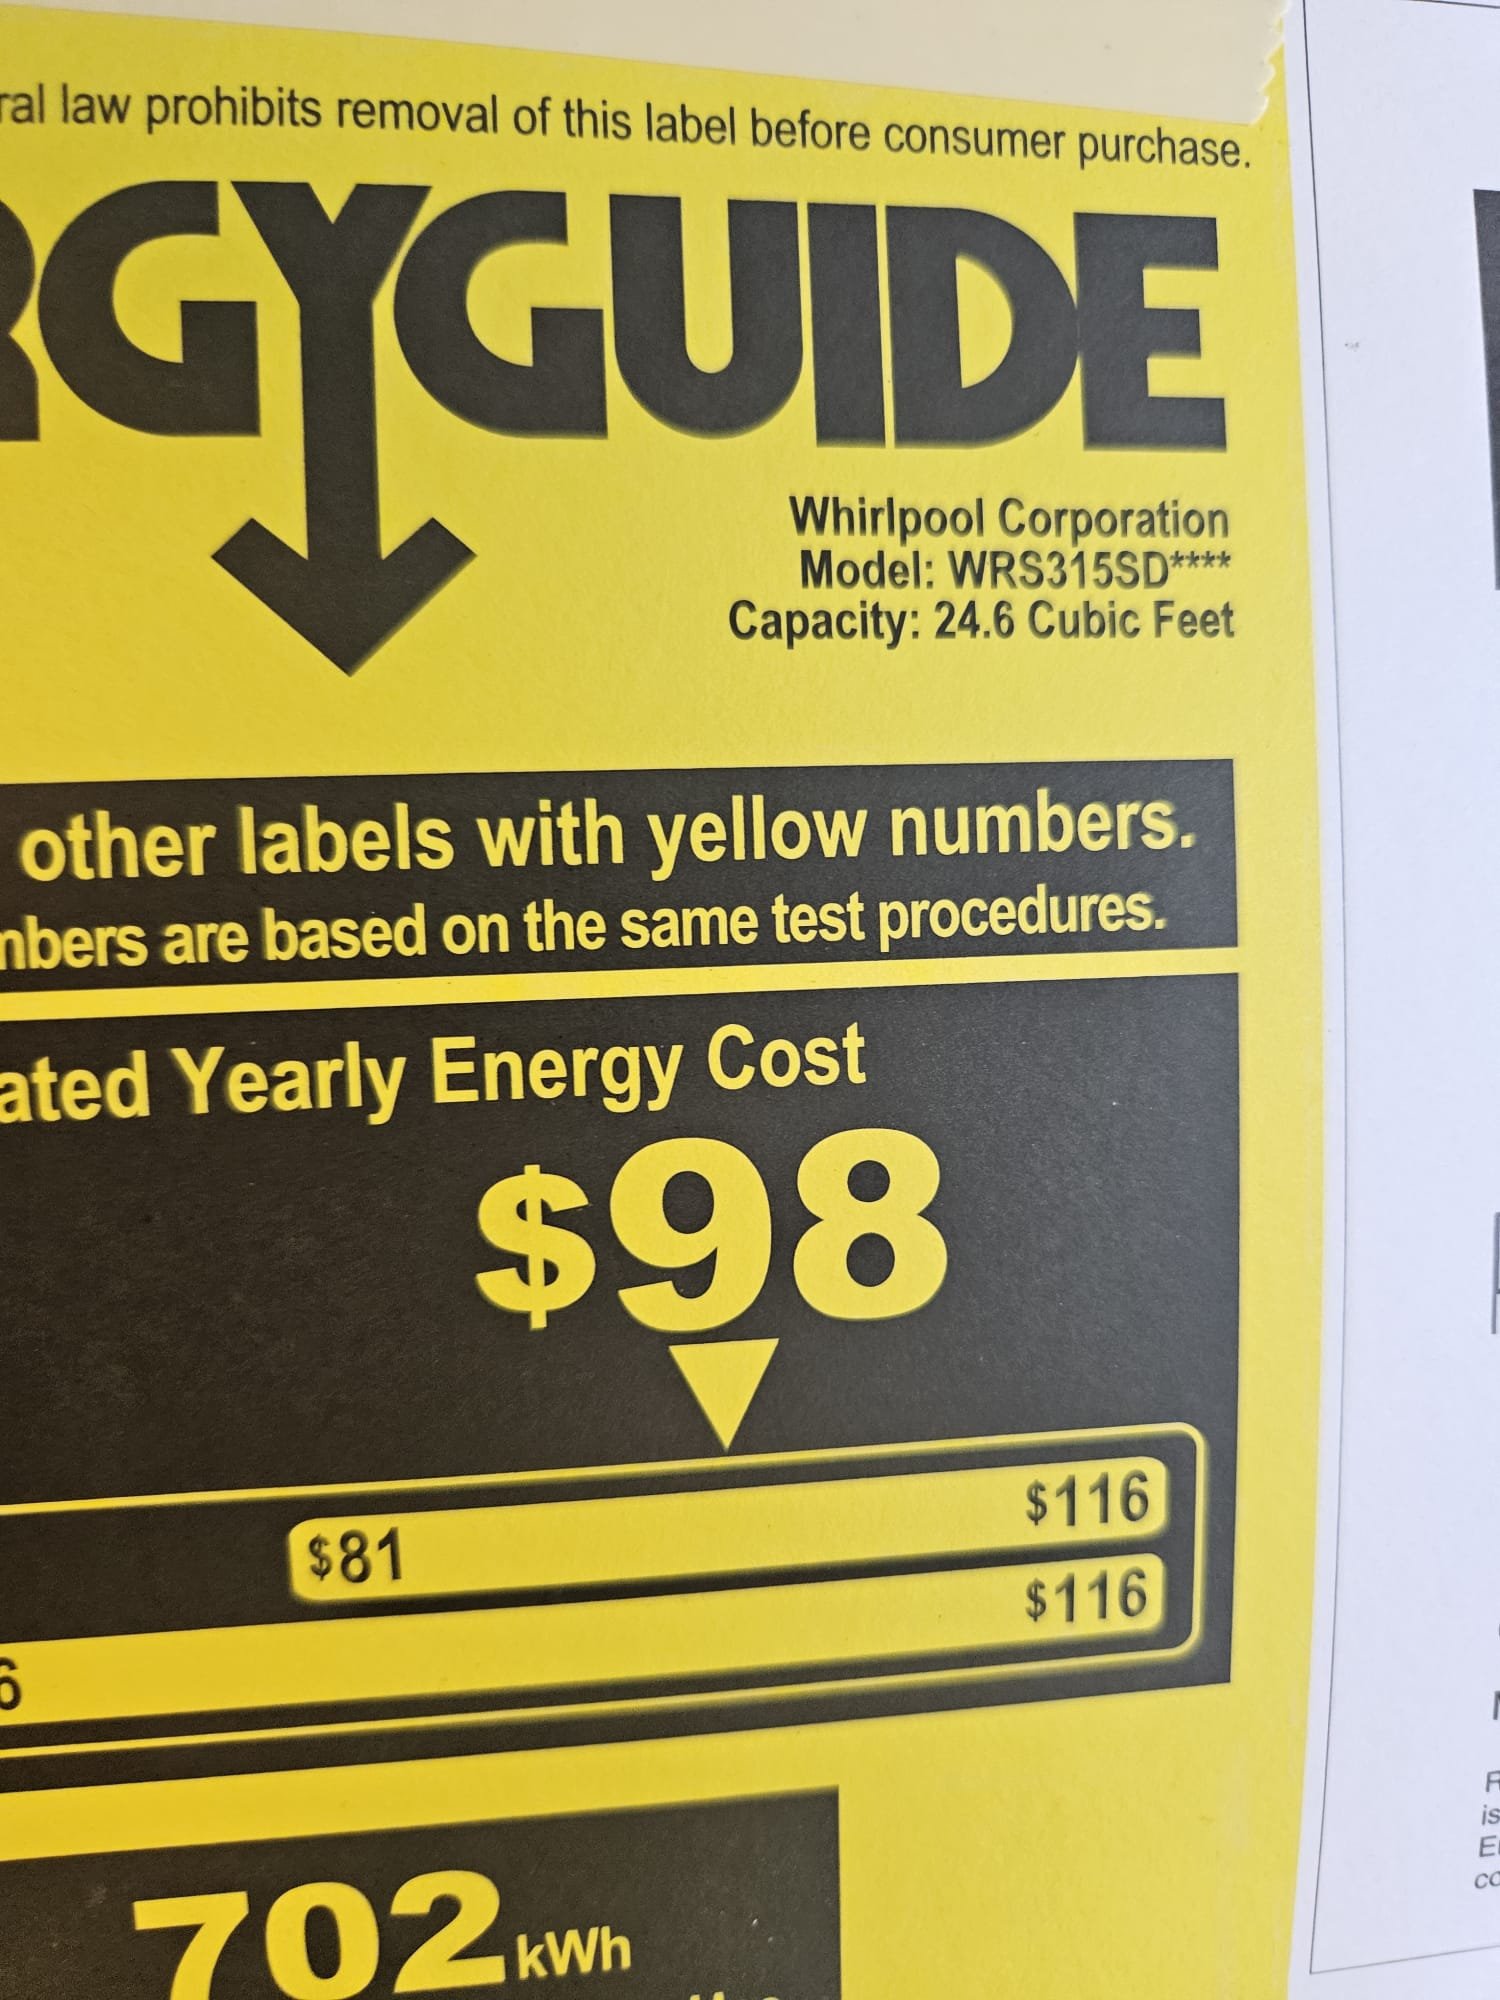 ral law prohibits removal of this label before consumer purchase.
RGYGUIDE
Whirlpool Corporation
Model: WRS315SD****
Capacity: 24.6 Cubic Feet
other labels with yellow numbers.
mbers are based on the same test procedures.
ated Yearly Energy Cost
$98
$81 $116
6 $116
702 kWh
is